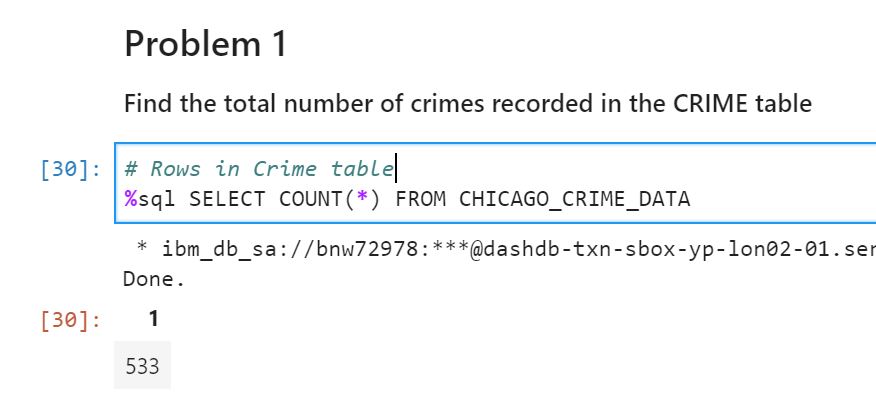 Problem 1
Find the total number of crimes recorded in the CRIME table
[30]: # Rows in Crime table
%sql SELECT COUNT(*) FROM CHICAGO_CRIME_DATA
* ibm_db_sa://bnw72978:***@dashdb-txn-sbox-yp-lon02-01.ser
Done.
[30]: 1
533